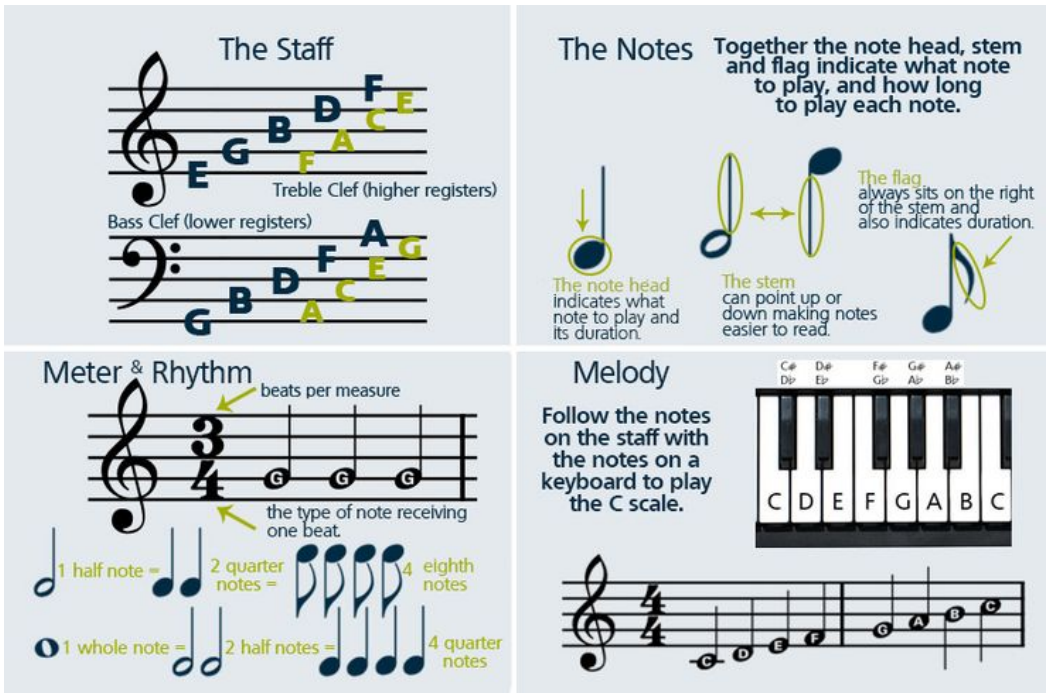 The Staff
F
D
E
B
C
G
A
E
F
Treble Clef (higher registers)
Bass Clef (lower registers)
A
F
G
D
E
B
C
G
A
The Notes
Together the note head, stem
and flag indicate what note
to play, and how long
to play each note.
The note head
indicates what
note to play and
its duration.
The stem
can point up or
down making notes
easier to read.
The flag
always sits on the right
of the stem and
also indicates duration.
Meter & Rhythm
beats per measure
3
4
G G G
the type of note receiving
one beat.
1 half note =
2 quarter
notes =
4 eighth
notes
1 whole note =
2 half notes =
4 quarter
notes
Melody
Follow the notes
on the staff with
the notes on a
keyboard to play
the C scale.
C# D# F# G# A#
D♭ E♭ G♭ A♭ B♭
C D E F G A B C
4
4
C D E F G A B C